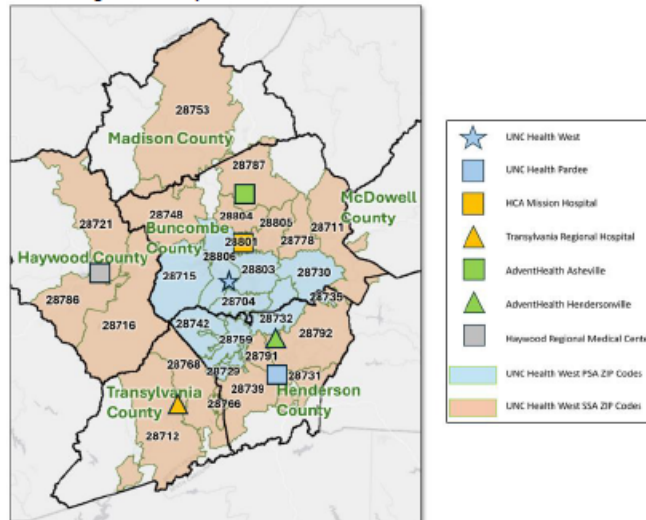 28753
Madison County
28787
McDowell
County
28721
28748
28804
28805
28711
Buncombe
County
28801
28778
28806
Haywood County
28715
28803
28730
28786
28704
28735
28716
28742
28732
28759
28792
28791
28768
28729
28731
28739
Transylvania
County
28766
Henderson
County
28712
UNC Health West
UNC Health Pardee
HCA Mission Hospital
Transylvania Regional Hospital
AdventHealth Asheville
AdventHealth Hendersonville
Haywood Regional Medical Cente
UNC Health West PSA ZIP Codes
UNC Health West SSA ZIP Codes